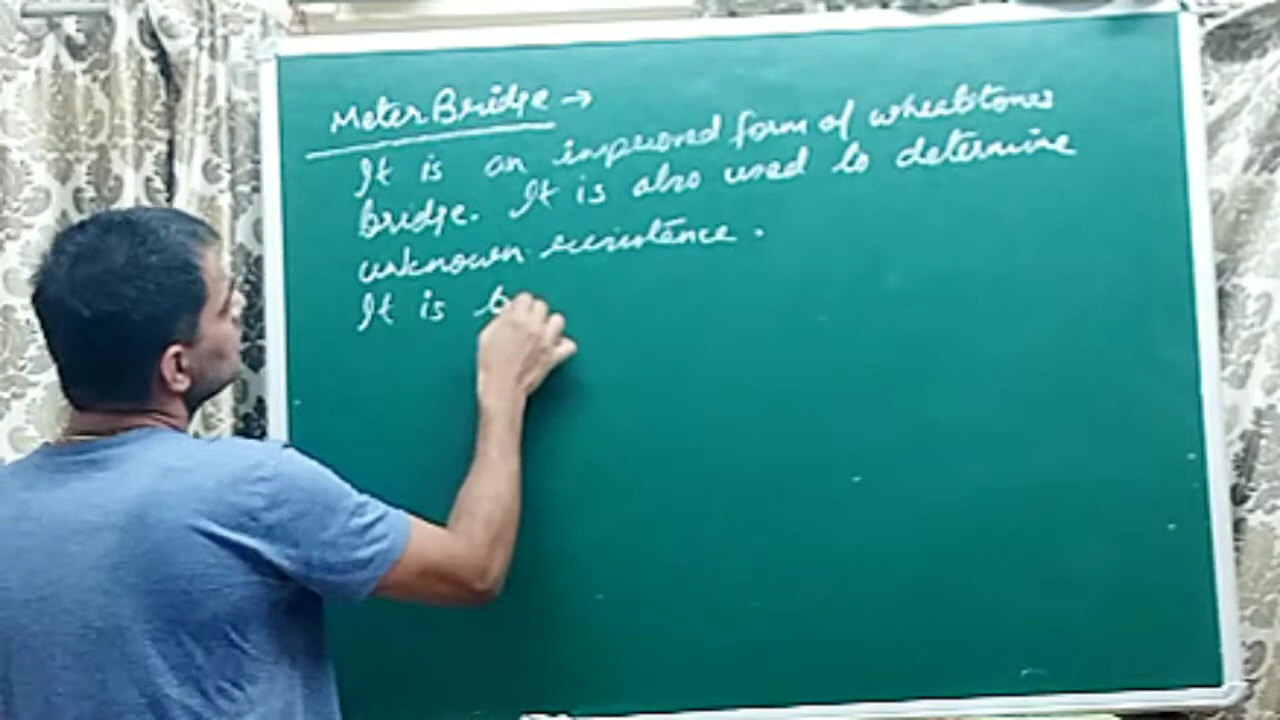 Meter Bridge →
It is an improved form of wheatstones
bridge. It is also used to determine
unknown resistance.
It is b